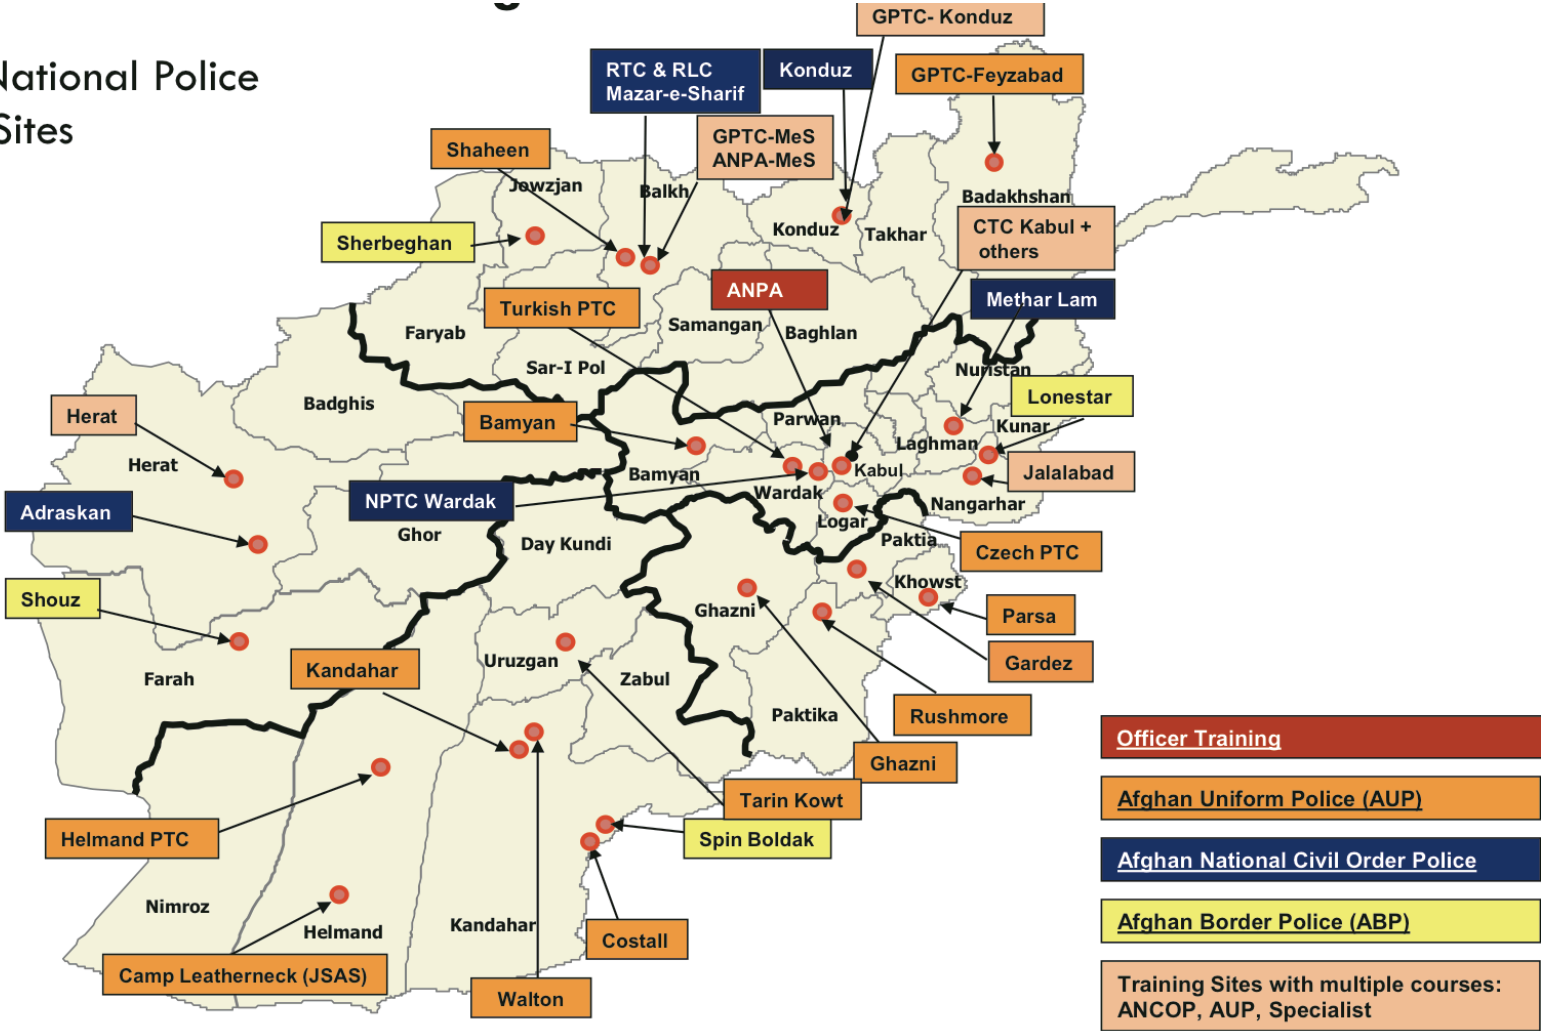 National Police
Sites
GPTC- Konduz
RTC & RLC
Mazar-e-Sharif
Konduz
GPTC-Feyzabad
Shaheen
GPTC-MeS
ANPA-MeS
Jowzjan
Balkh
Badakhshan
Sherbeghan
Konduz
Takhar
CTC Kabul +
others
ANPA
Methar Lam
Turkish PTC
Faryab
Samangan
Baghlan
Sar-I Pol
Nuristan
Badghis
Lonestar
Herat
Bamyan
Parwan
Kunar
Laghman
Herat
Bamyan
Kabul
Jalalabad
NPTC Wardak
Wardak
Nangarhar
Adraskan
Ghor
Logar
Day Kundi
Paktia
Czech PTC
Khowst
Shouz
Ghazni
Parsa
Kandahar
Uruzgan
Gardez
Farah
Zabul
Paktika
Rushmore
Officer Training
Ghazni
Tarin Kowt
Afghan Uniform Police (AUP)
Helmand PTC
Spin Boldak
Afghan National Civil Order Police
Nimroz
Helmand
Kandahar
Costall
Afghan Border Police (ABP)
Camp Leatherneck (JSAS)
Walton
Training Sites with multiple courses:
ANCOP, AUP, Specialist